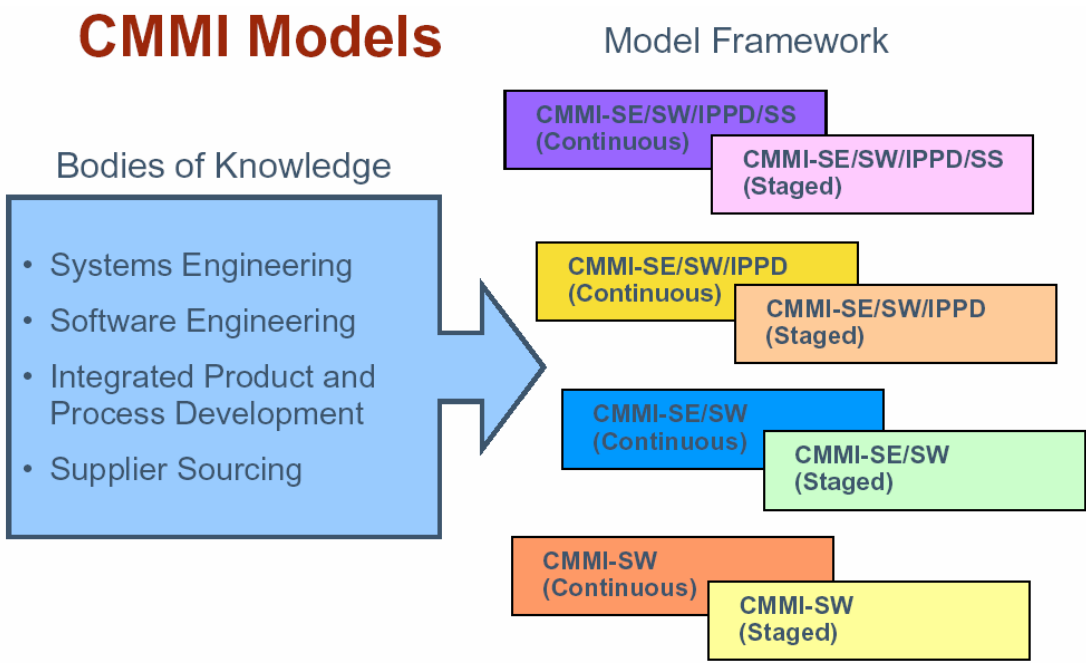 CMMI Models
Model Framework
Bodies of Knowledge
• Systems Engineering
• Software Engineering
• Integrated Product and
Process Development
• Supplier Sourcing
CMMI-SE/SW/IPPD/SS
(Continuous)
CMMI-SE/SW/IPPD/SS
(Staged)
CMMI-SE/SW/IPPD
(Continuous)
CMMI-SE/SW/IPPD
(Staged)
CMMI-SE/SW
(Continuous)
CMMI-SE/SW
(Staged)
CMMI-SW
(Continuous)
CMMI-SW
(Staged)